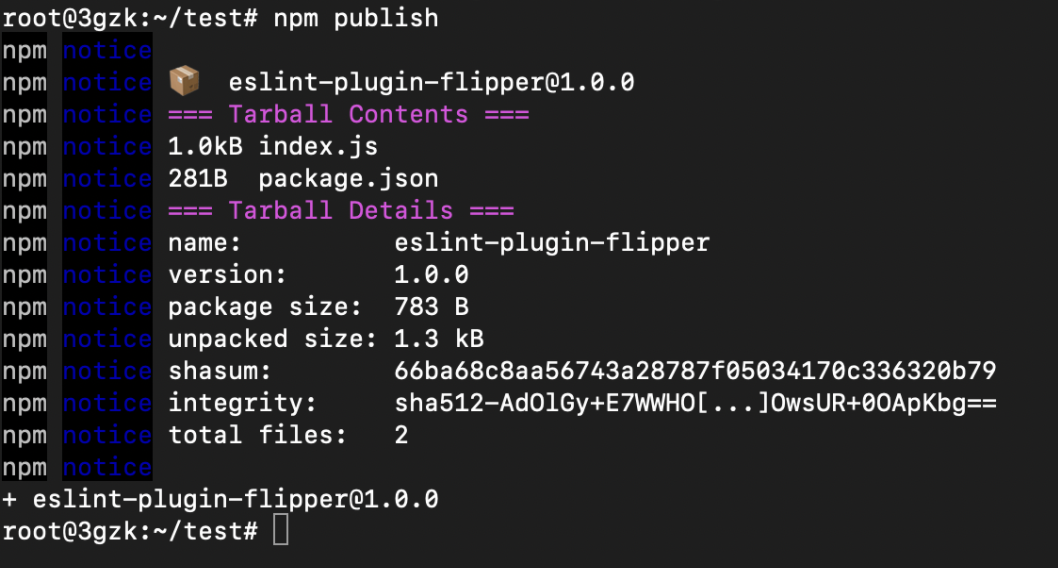 root@3gzk:~/test# npm publish
npm notice
npm notice 📦  eslint-plugin-flipper@1.0.0
npm notice === Tarball Contents ===
npm notice 1.0kB index.js
npm notice 281B  package.json
npm notice === Tarball Details ===
npm notice name:          eslint-plugin-flipper
npm notice version:       1.0.0
npm notice package size:  783 B
npm notice unpacked size: 1.3 kB
npm notice shasum:        66ba68c8aa56743a28787f05034170c336320b79
npm notice integrity:     sha512-AdOlGy+E7WWHO[...]OwsUR+0OApKbg==
npm notice total files:   2
npm notice
+ eslint-plugin-flipper@1.0.0
root@3gzk:~/test#